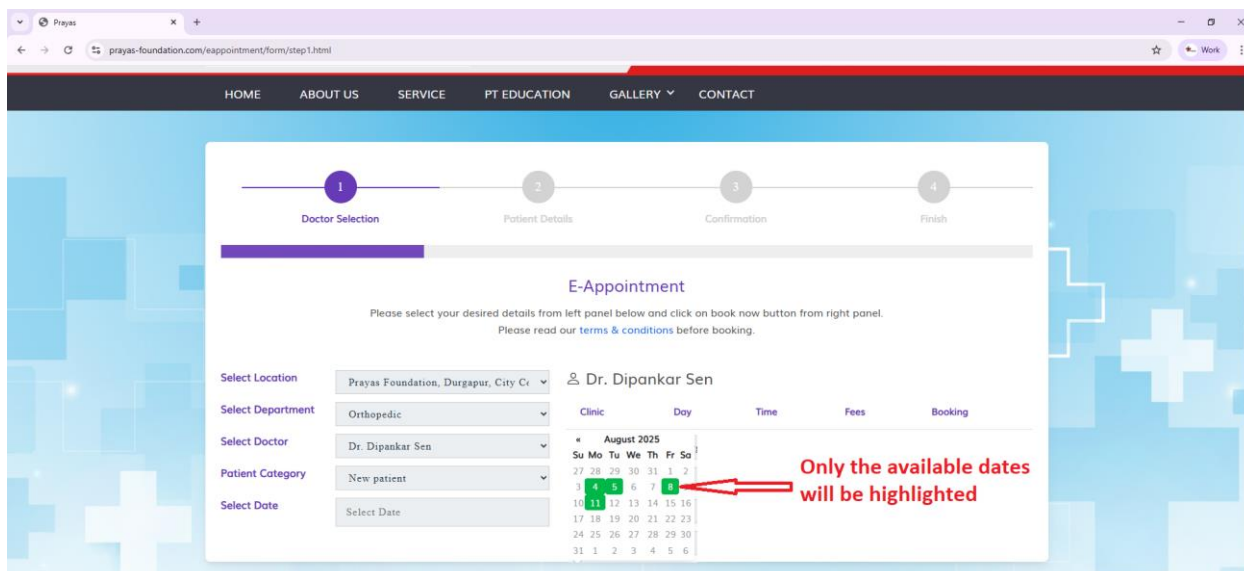 Prayas
prayas-foundation.com/eappointment/form/step1.html
Work
HOME ABOUT US SERVICE PT EDUCATION GALLERY CONTACT
1 2 3 4
Doctor Selection Patient Details Confirmation Finish
E-Appointment
Please select your desired details from left panel below and click on book now button from right panel.
Please read our terms & conditions before booking.
Select Location Prayas Foundation, Durgapur, City Ce
Dr. Dipankar Sen
Select Department Orthopedic
Clinic Day Time Fees Booking
Select Doctor Dr. Dipankar Sen
Patient Category New patient
Select Date Select Date
« August 2025
Su Mo Tu We Th Fr Sa
27 28 29 30 31 1 2
3 4 5 6 7 8
10 11 12 13 14 15 16
17 18 19 20 21 22 23
24 25 26 27 28 29 30
31 1 2 3 4 5 6
Only the available dates
will be highlighted